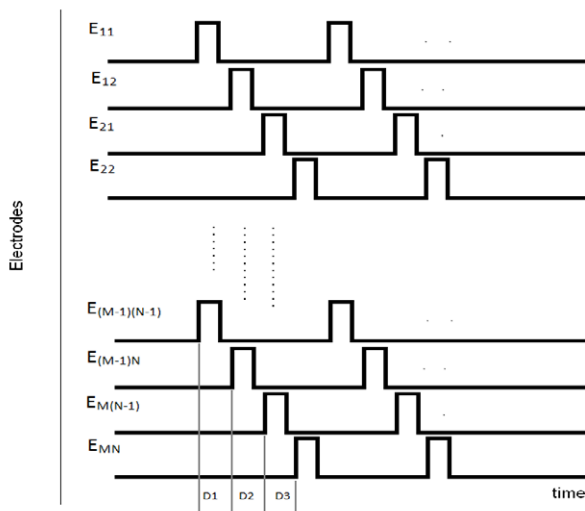 E11
E12
E21
E22
Electrodes
E(M-1)(N-1)
E(M-1)N
EM(N-1)
EMN
D1 D2 D3
time